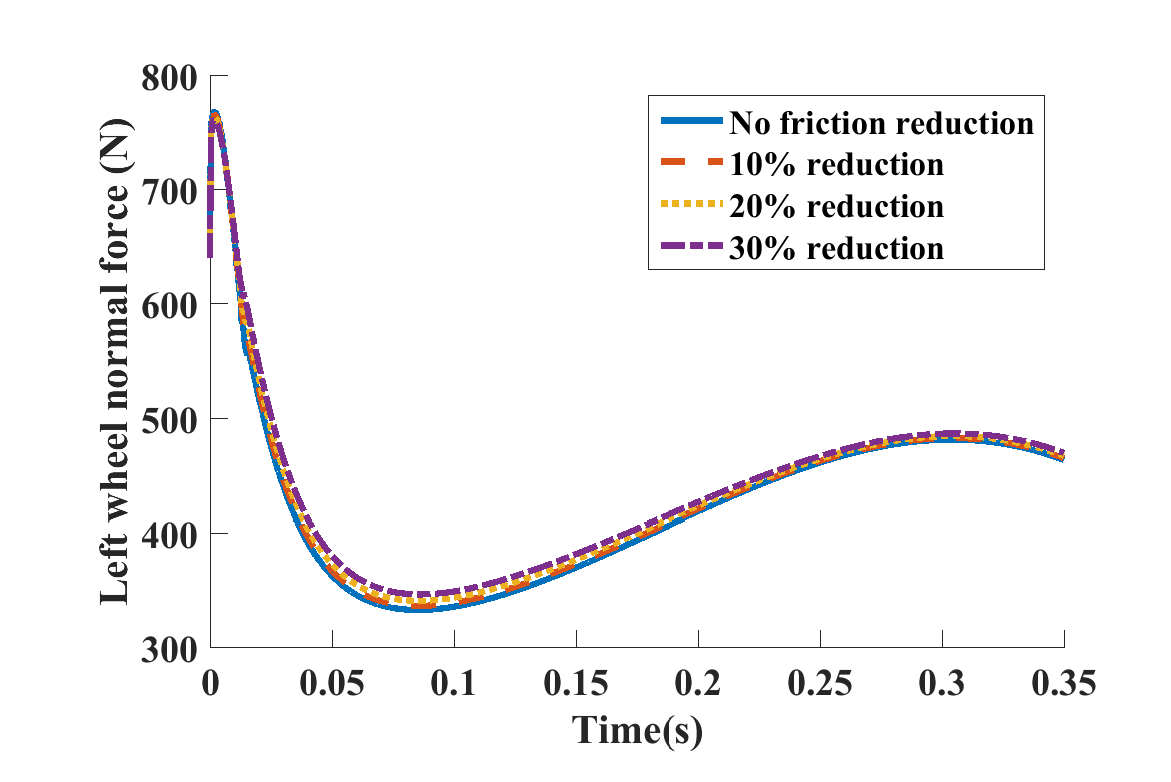 800
700
600
500
400
300
0
0.05
0.1
0.15
0.2
0.25
0.3
0.35
Left wheel normal force (N)
Time(s)
No friction reduction
10% reduction
20% reduction
30% reduction